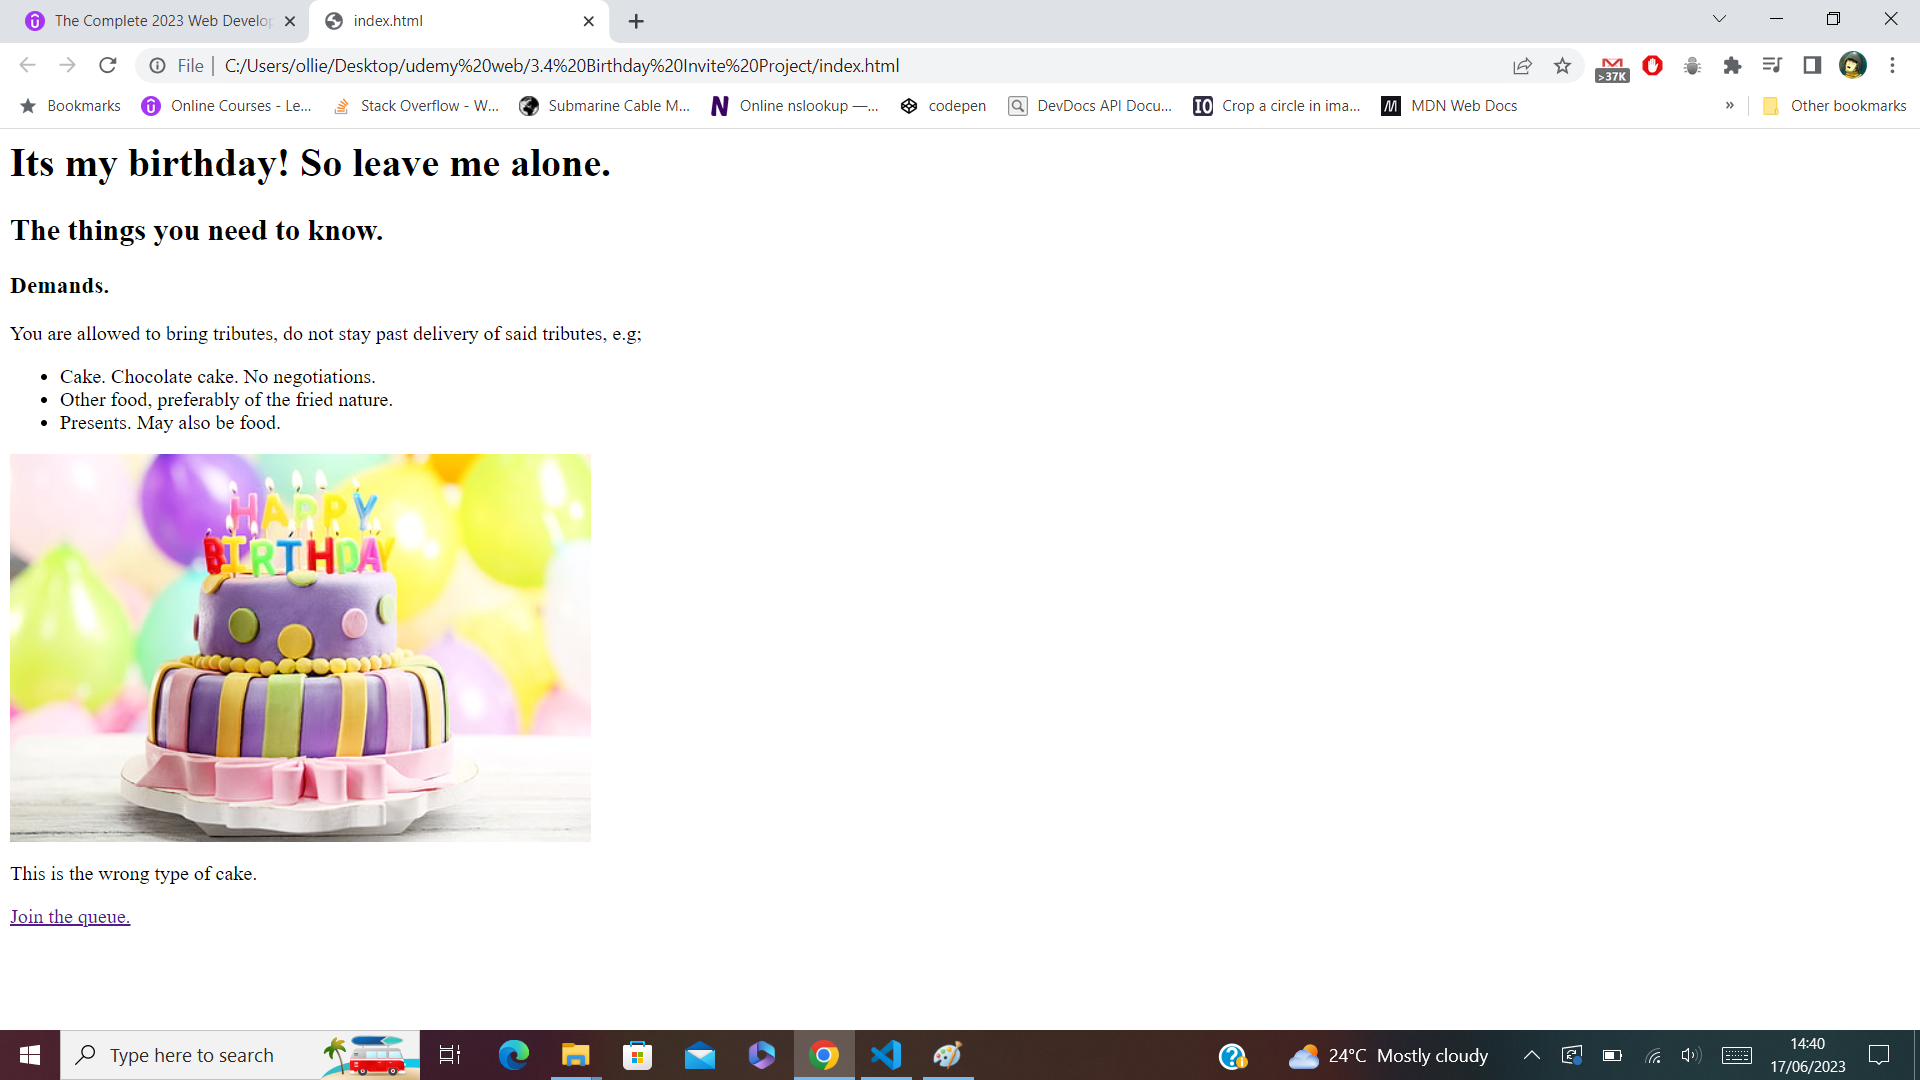 The Complete 2023 Web Develop
index.html
File
C:/Users/ollie/Desktop/udemy%20web/3.4%20Birthday%20Invite%20Project/index.html
>37K
Bookmarks
Online Courses - Le...
Stack Overflow - W...
Submarine Cable M...
Online nslookup —...
codepen
DevDocs API Docu...
Crop a circle in ima...
MDN Web Docs
»
Other bookmarks
Its my birthday! So leave me alone.
The things you need to know.
Demands.
You are allowed to bring tributes, do not stay past delivery of said tributes, e.g;
• Cake. Chocolate cake. No negotiations.
• Other food, preferably of the fried nature.
• Presents. May also be food.
HAPPY
BIRTHDAY
This is the wrong type of cake.
Join the queue.
Type here to search
24°C Mostly cloudy
14:40
17/06/2023